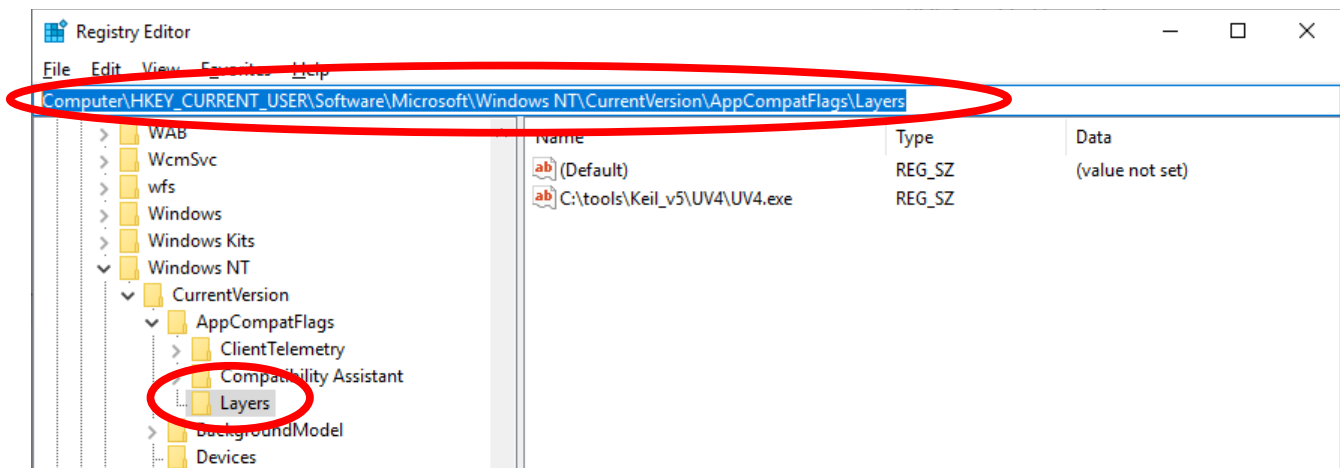 Registry Editor
File Edit View Favorites Help
Computer\HKEY_CURRENT_USER\Software\Microsoft\Windows NT\CurrentVersion\AppCompatFlags\Layers
WAB
WcmSvc
wfs
Windows
Windows Kits
Windows NT
CurrentVersion
AppCompatFlags
ClientTelemetry
Compatibility Assistant
Layers
BackgroundModel
Devices
Name Type Data
ab (Default) REG_SZ (value not set)
ab C:\tools\Keil_v5\UV4\UV4.exe REG_SZ